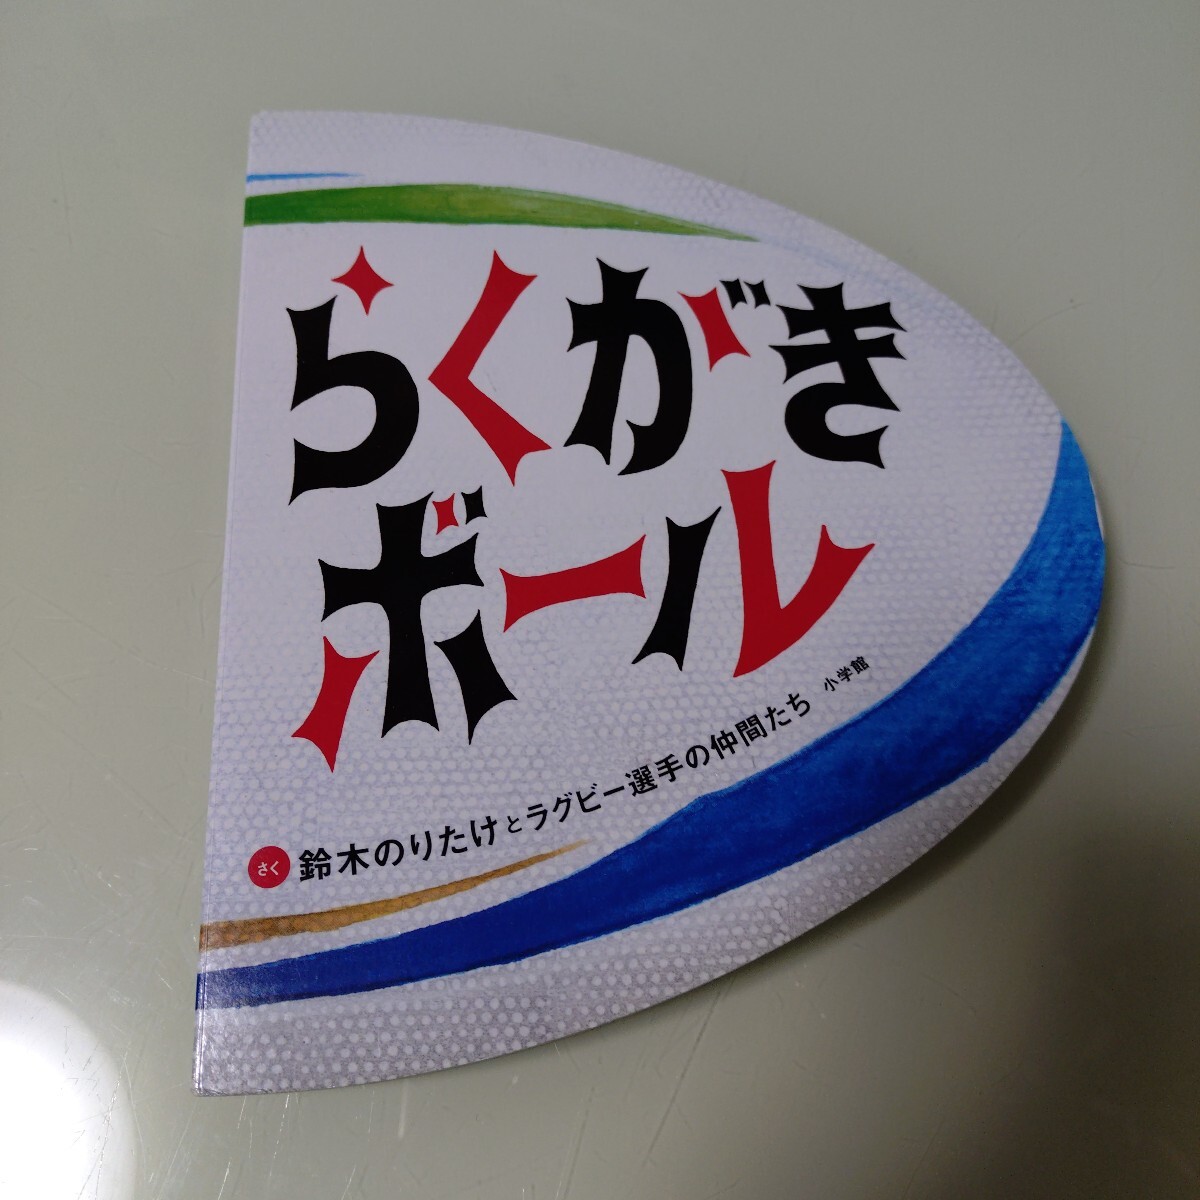 らくがき
ボール
さく 鈴木のりたけとラグビー選手の仲間たち 小学館